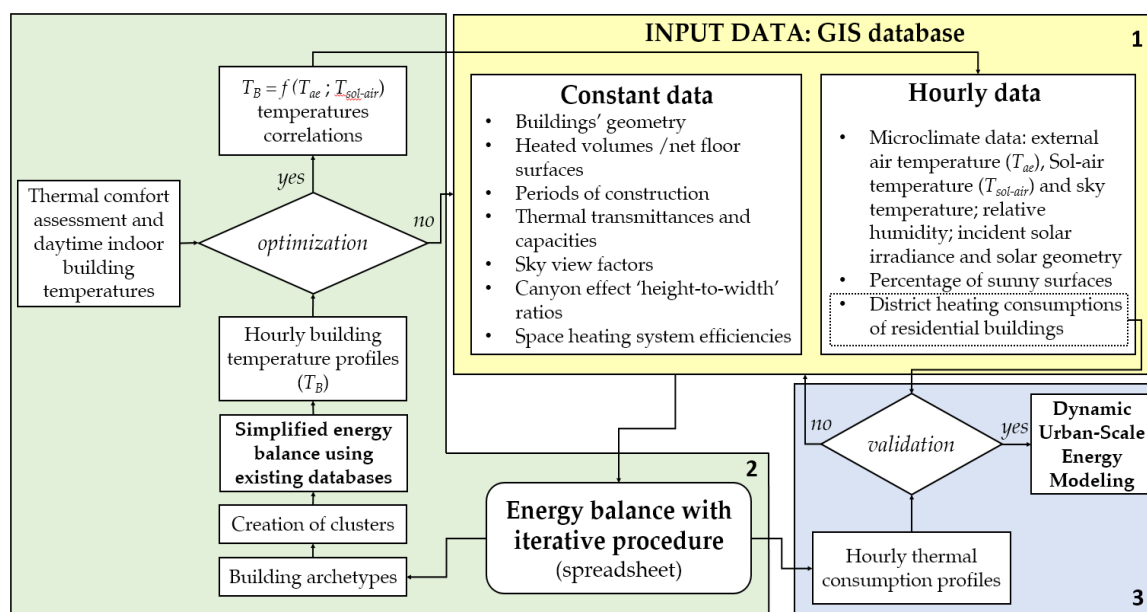 INPUT DATA: GIS database
1
Constant data
• Buildings’ geometry
• Heated volumes /net floor
surfaces
• Periods of construction
• Thermal transmittances and
capacities
• Sky view factors
• Canyon effect ‘height-to-width’
ratios
• Space heating system efficiencies
Hourly data
• Microclimate data: external
air temperature (Tae), Sol-air
temperature (Tsol-air) and sky
temperature; relative
humidity; incident solar
irradiance and solar geometry
• Percentage of sunny surfaces
• District heating consumptions
of residential buildings
TB = f (Tae ; Tsol-air)
temperatures
correlations
yes
Thermal comfort
assessment and
daytime indoor
building
temperatures
optimization
no
Hourly building
temperature profiles
(TB)
Simplified energy
balance using
existing databases
Creation of clusters
Building archetypes
2
Energy balance with
iterative procedure
(spreadsheet)
no
validation
yes
Dynamic
Urban-Scale
Energy
Modeling
Hourly thermal
consumption profiles
3